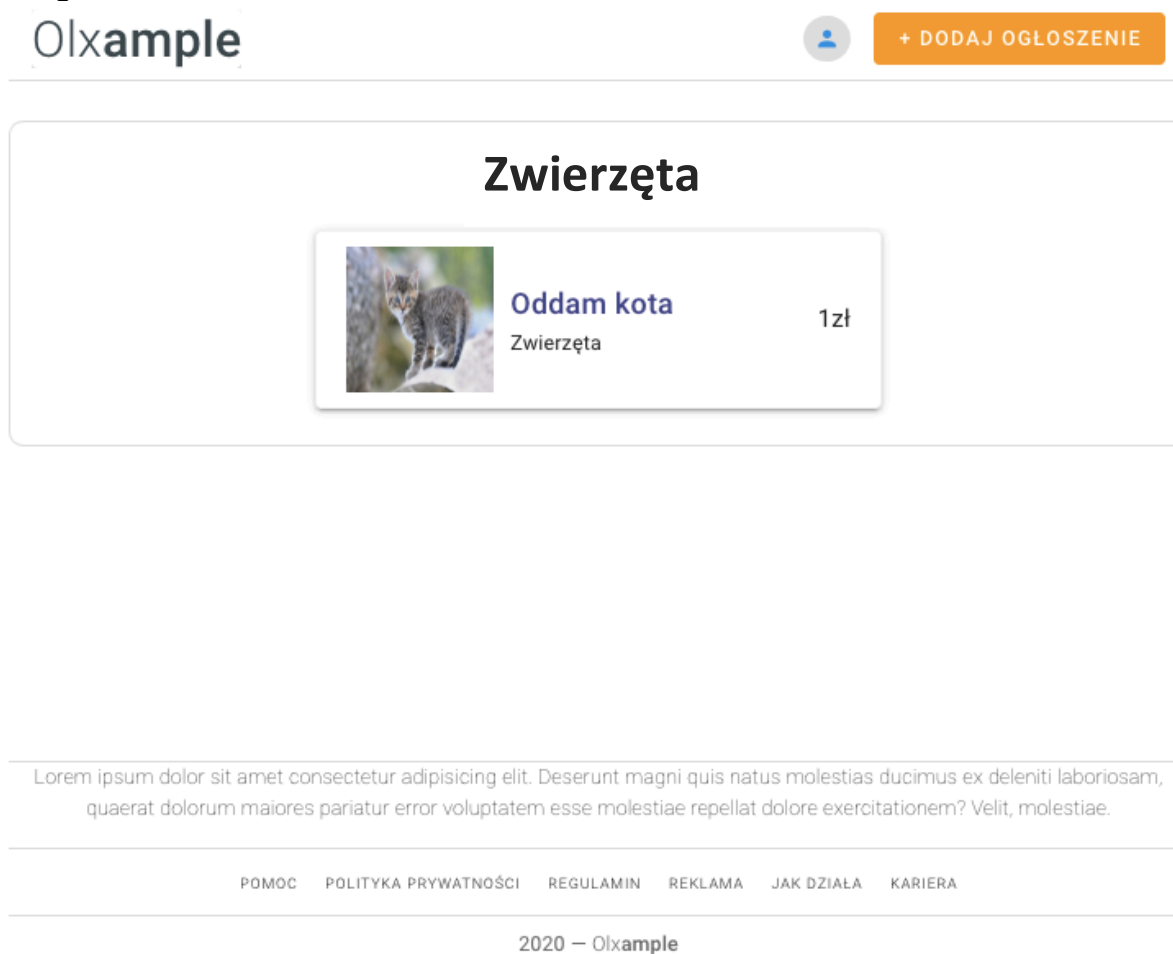 Olxample
+ DODAJ OGŁOSZENIE
Zwierzęta
Oddam kota
Zwierzęta
1zł
Lorem ipsum dolor sit amet consectetur adipisicing elit. Deserunt magni quis natus molestias ducimus ex deleniti laboriosam,
quaerat dolorum maiores pariatur error voluptatem esse molestiae repellat dolore exercitationem? Velit, molestiae.
POMOC POLITYKA PRYWATNOŚCI REGULAMIN REKLAMA JAK DZIAŁA KARIERA
2020 — Olxample